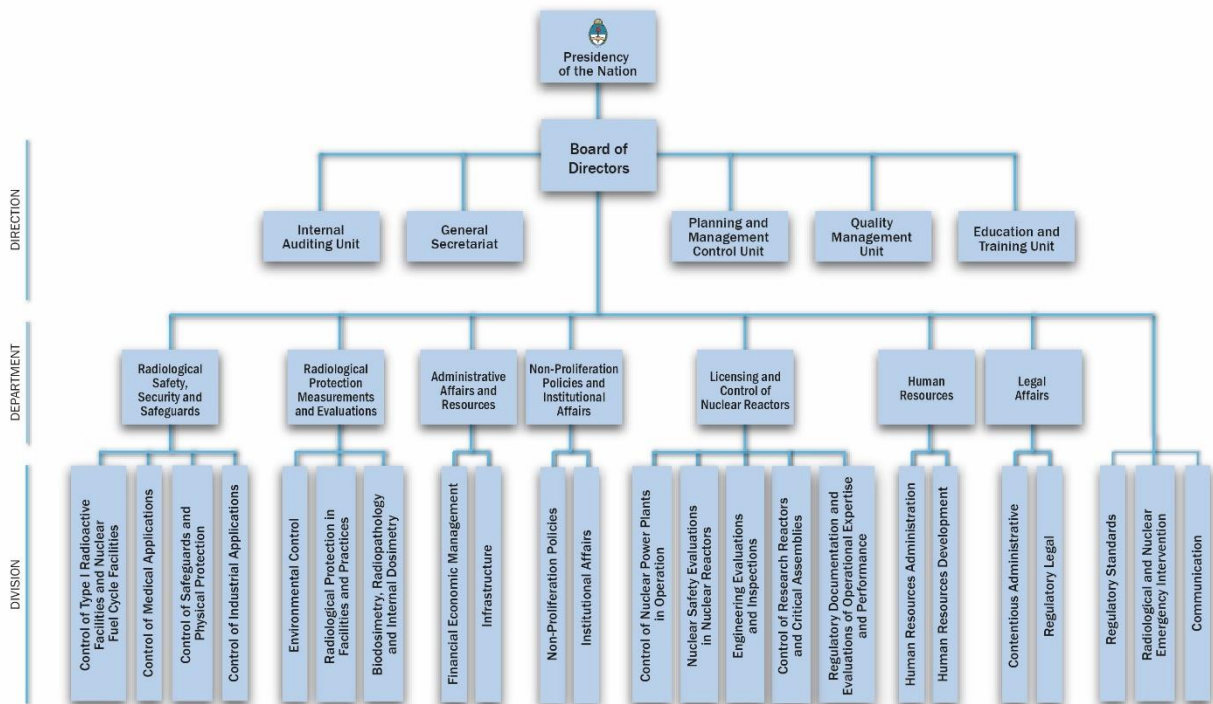 Presidency
of the Nation
Board of
Directors
DIRECTION
Internal
Auditing Unit
General
Secretariat
Planning and
Management
Control Unit
Quality
Management
Unit
Education and
Training Unit
DEPARTMENT
Radiological
Safety,
Security and
Safeguards
Radiological
Protection
Measurements
and Evaluations
Administrative
Affairs and
Resources
Non-Proliferation
Policies and
Institutional
Affairs
Licensing and
Control of
Nuclear Reactors
Human
Resources
Legal
Affairs
DIVISION
Control of Type I Radioactive
Facilities and Nuclear
Fuel Cycle Facilities
Control of Medical Applications
Control of Safeguards and
Physical Protection
Control of Industrial Applications
Environmental Control
Radiological Protection in
Facilities and Practices
Biodosimetry, Radiopathology
and Internal Dosimetry
Financial Economic Management
Infrastructure
Non-Proliferation Policies
Institutional Affairs
Control of Nuclear Power Plants
in Operation
Nuclear Safety Evaluations
in Nuclear Reactors
Engineering Evaluations
and Inspections
Control of Research Reactors
and Critical Assemblies
Regulatory Documentation and
Evaluations of Operational Expertise
and Performance
Human Resources Administration
Human Resources Development
Contentious Administrative
Regulatory Legal
Regulatory Standards
Radiological and Nuclear
Emergency Intervention
Communication